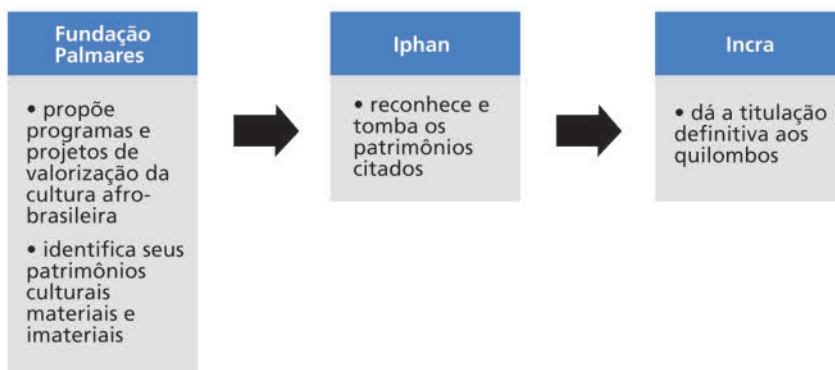 Fundação
Palmares
• propõe
programas e
projetos de
valorização da
cultura afro-
brasileira
• identifica seus
patrimônios
culturais
materiais e
imateriais
Iphan
• reconhece e
tomba os
patrimônios
citados
Incra
• dá a titulação
definitiva aos
quilombos